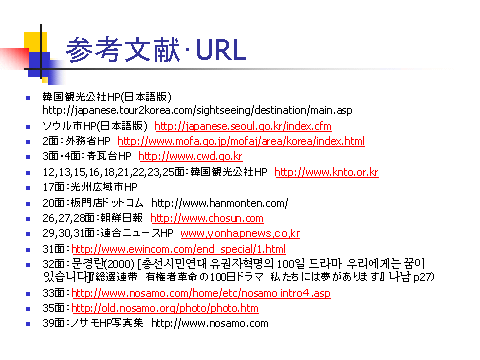 参考文献・URL
韓国観光公社HP(日本語版)
http://japanese.tour2korea.com/sightseeing/destination/main.asp
ソウル市HP(日本語版) http://japanese.seoul.go.kr/index.cfm
2面：外務省HP http://www.mofa.go.jp/mofaj/area/korea/index.html
3面・4面：青瓦台HP http://www.cwd.go.kr
12,13,15,16,18,21,22,23,25面：韓国観光公社HP http://www.knto.or.kr
17面：光州広域市HP
20面：板門店ドットコム http://www.hanmonten.com/
26,27,28面：朝鮮日報 http://www.chosun.com
29,30,31面：連合ニュースHP www.yonhapnews.co.kr
31面：http://www.ewincom.com/end_special/1.html
32面：문경란(2000) [총선시민연대 유권자혁명의 100일 드라마 우리에게는 꿈이
있습니다』『総選連帯 有権者革命の100日ドラマ 私たちには夢があります』 나남 p27)
33面：http://www.nosamo.com/home/etc/nosamo intro4.asp
35面：http://old.nosamo.org/photo/photo.htm
39面：ノサモHP写真集 http://www.nosamo.com